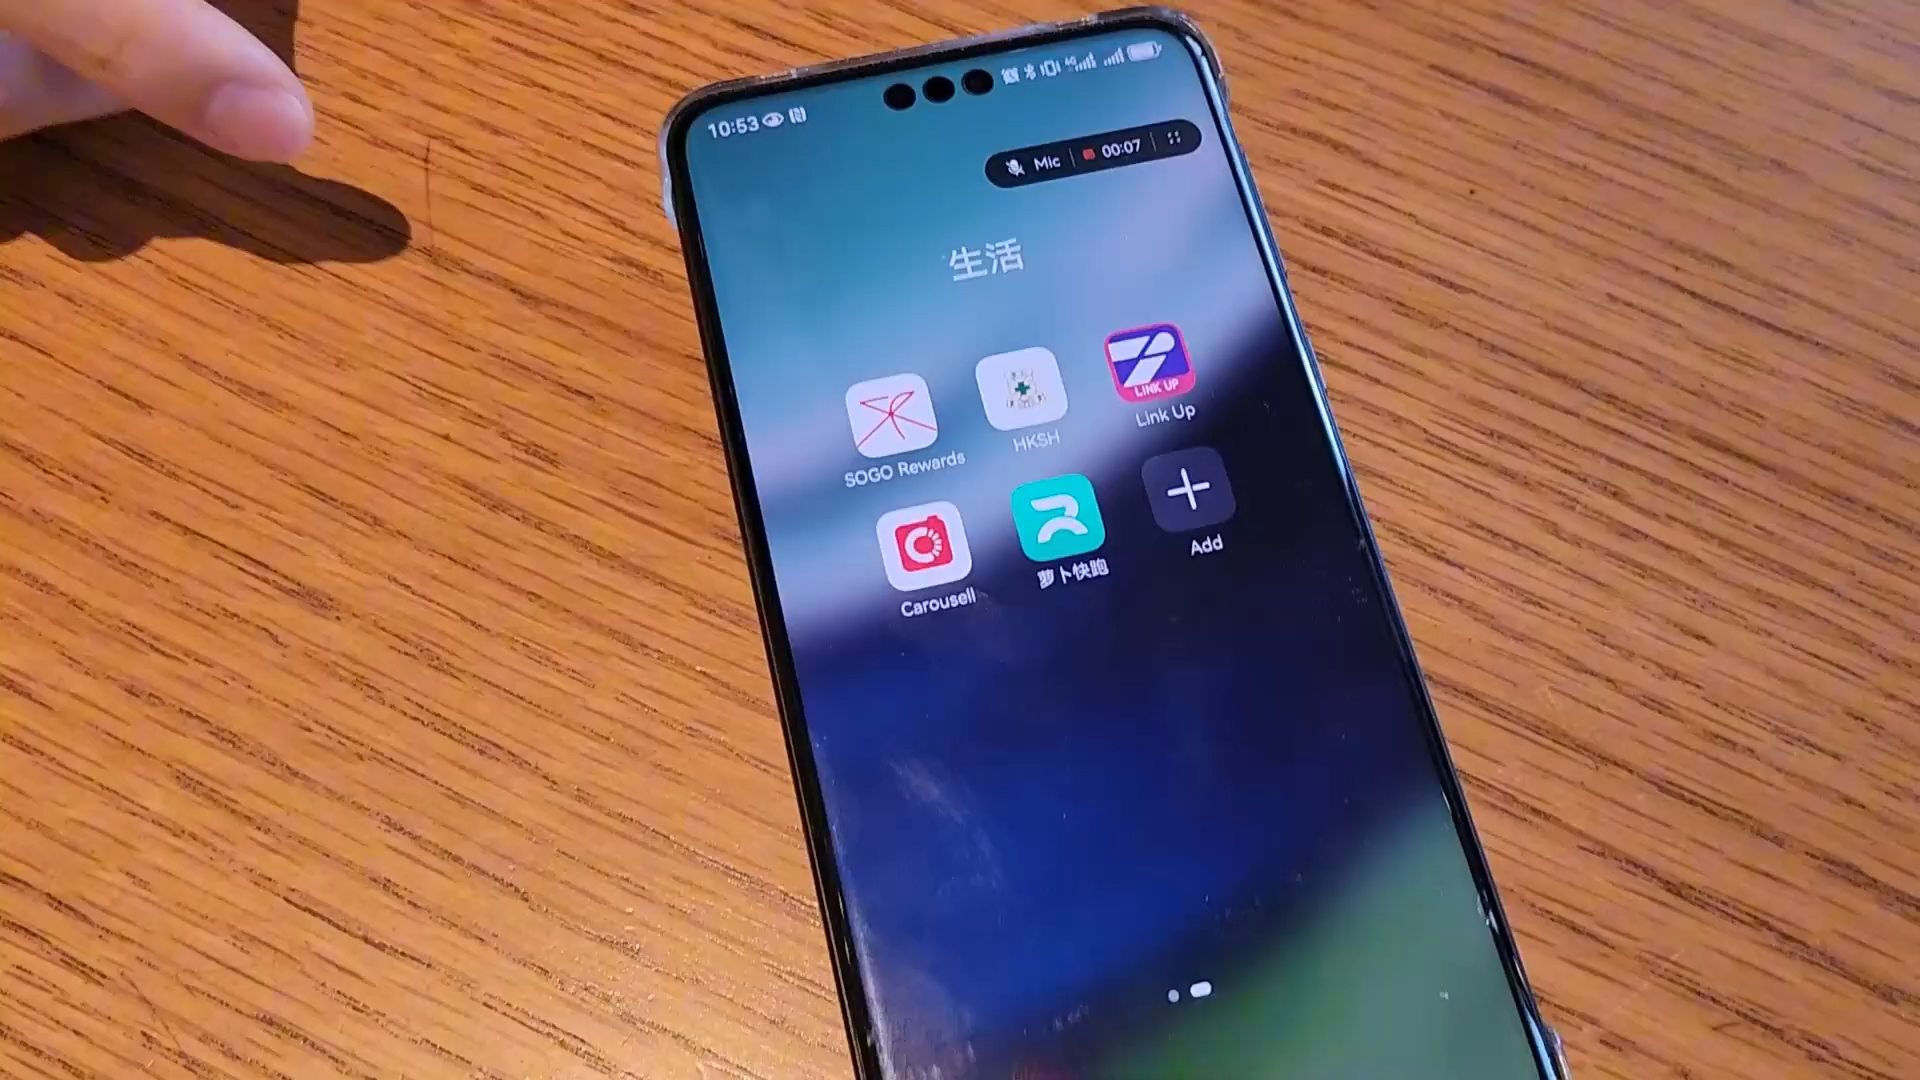 10:53
4G
Mic 00:07
生活
SOGO Rewards
HKSH
LINK UP
Link Up
Carousell
萝卜快跑
Add